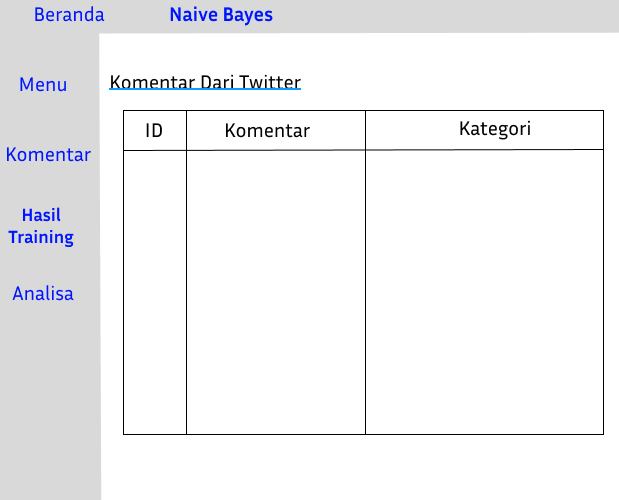 Beranda Naive Bayes
Menu
Komentar
Hasil
Training
Analisa
Komentar Dari Twitter
ID Komentar Kategori